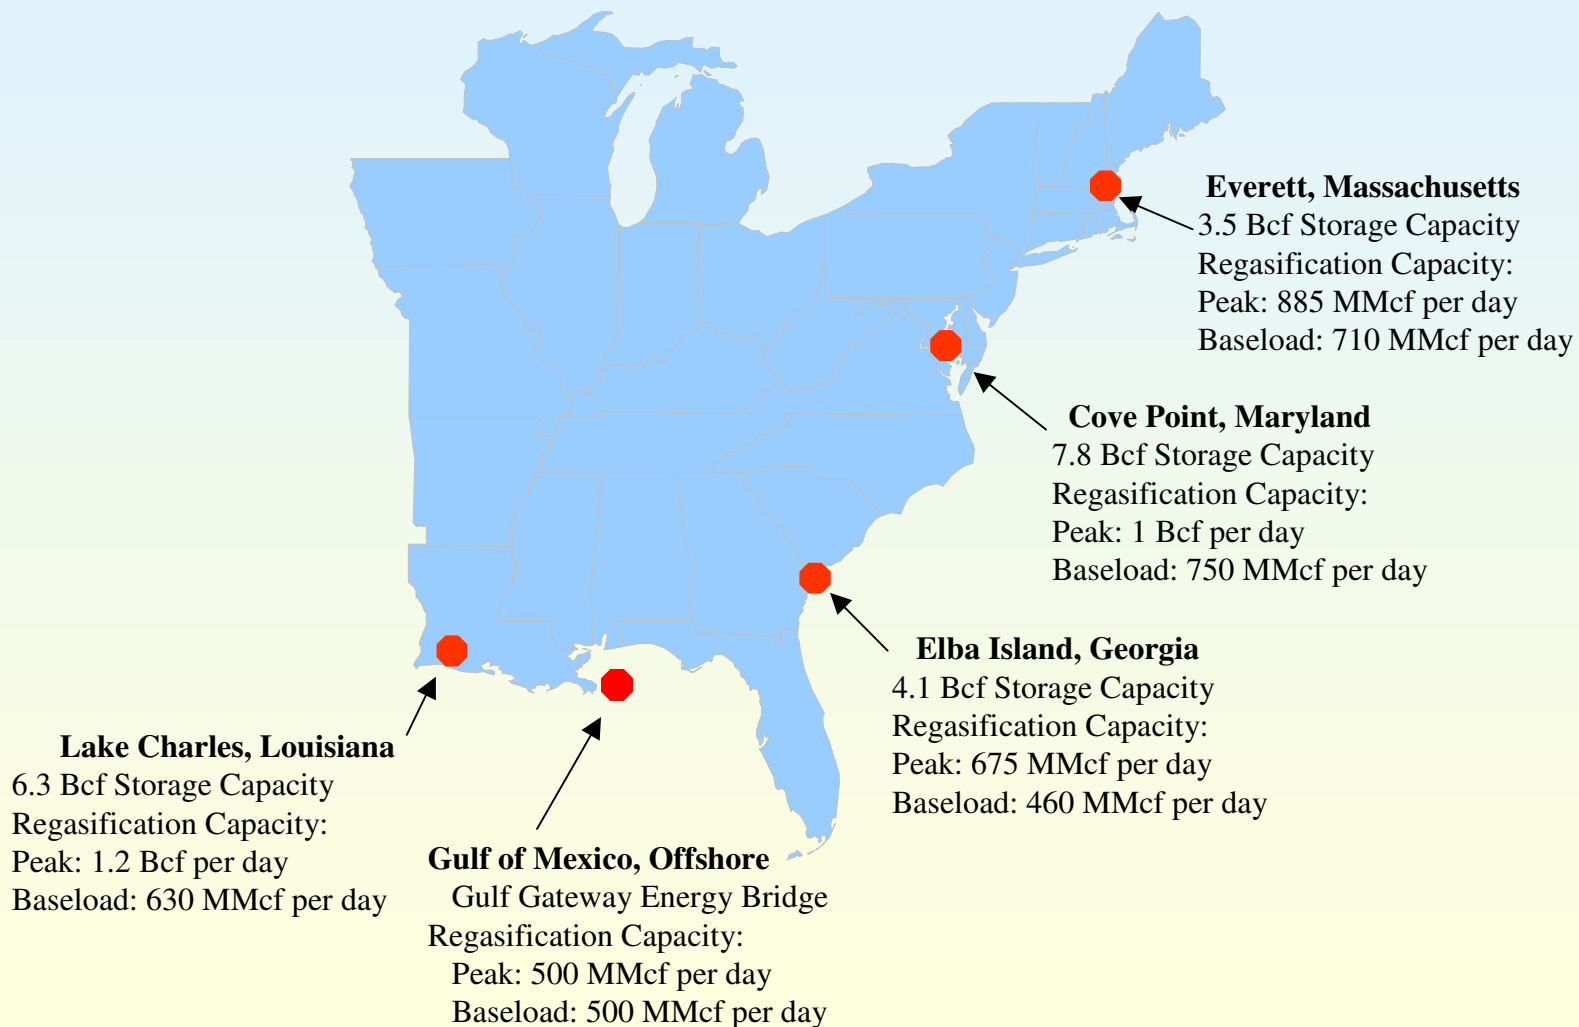 Everett, Massachusetts
3.5 Bcf Storage Capacity
Regasification Capacity:
Peak: 885 MMcf per day
Baseload: 710 MMcf per day
Cove Point, Maryland
7.8 Bcf Storage Capacity
Regasification Capacity:
Peak: 1 Bcf per day
Baseload: 750 MMcf per day
Elba Island, Georgia
4.1 Bcf Storage Capacity
Regasification Capacity:
Peak: 675 MMcf per day
Baseload: 460 MMcf per day
Lake Charles, Louisiana
6.3 Bcf Storage Capacity
Regasification Capacity:
Peak: 1.2 Bcf per day
Baseload: 630 MMcf per day
Gulf of Mexico, Offshore
Gulf Gateway Energy Bridge
Regasification Capacity:
Peak: 500 MMcf per day
Baseload: 500 MMcf per day